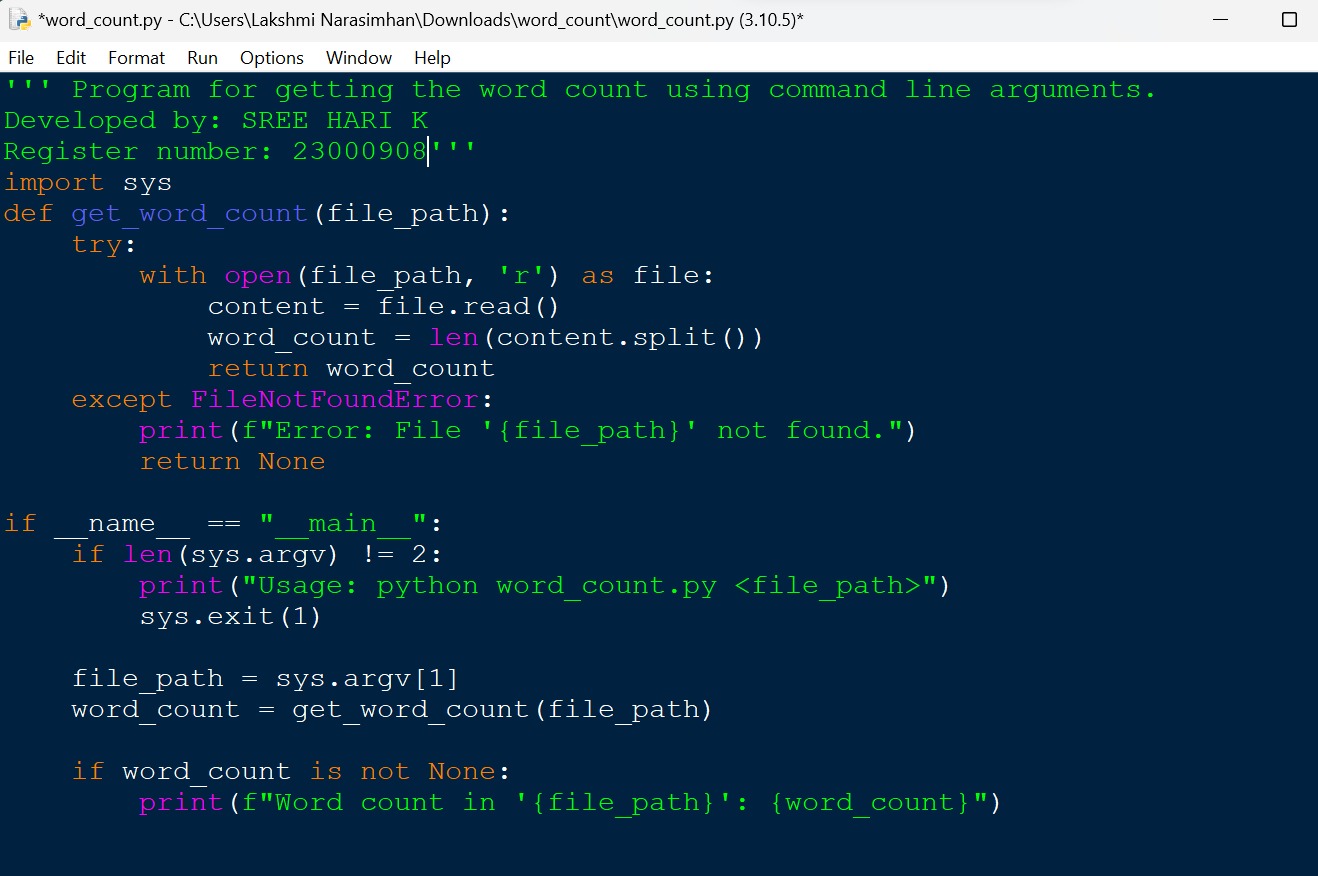 *word_count.py - C:\Users\Lakshmi Narasimhan\Downloads\word_count\word_count.py (3.10.5)*
File Edit Format Run Options Window Help
''' Program for getting the word count using command line arguments.
Developed by: SREE HARI K
Register number: 23000908'''
import sys
def get_word_count(file_path):
    try:
        with open(file_path, 'r') as file:
            content = file.read()
            word_count = len(content.split())
            return word_count
    except FileNotFoundError:
        print(f"Error: File '{file_path}' not found.")
        return None

if __name__ == "__main__":
    if len(sys.argv) != 2:
        print("Usage: python word_count.py <file_path>")
        sys.exit(1)

    file_path = sys.argv[1]
    word_count = get_word_count(file_path)

    if word_count is not None:
        print(f"Word count in '{file_path}': {word_count}")